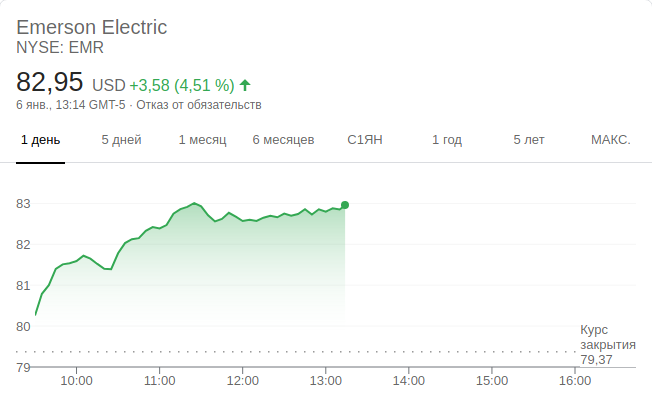 Emerson Electric
NYSE: EMR
82,95 USD +3,58 (4,51 %)
6 янв., 13:14 GMT-5 · Отказ от обязательств
1 день 5 дней 1 месяц 6 месяцев С1ЯН 1 год 5 лет МАКС.
83
82
81
80
Курс
закрытия
79,37
79
10:00 11:00 12:00 13:00 14:00 15:00 16:00